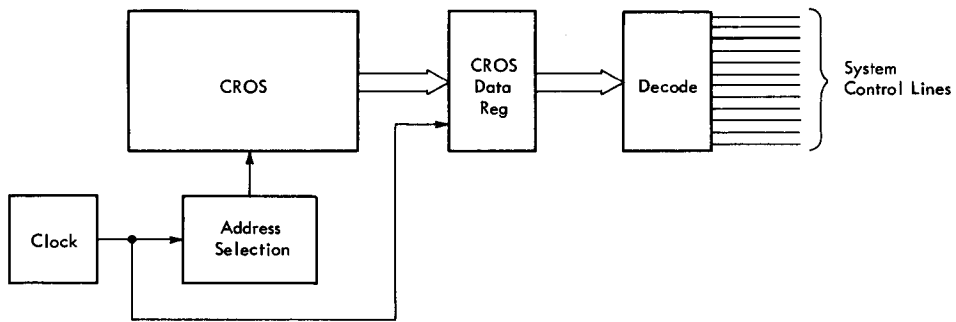 CROS
CROS
Data
Reg
Decode
System
Control Lines
Clock
Address
Selection